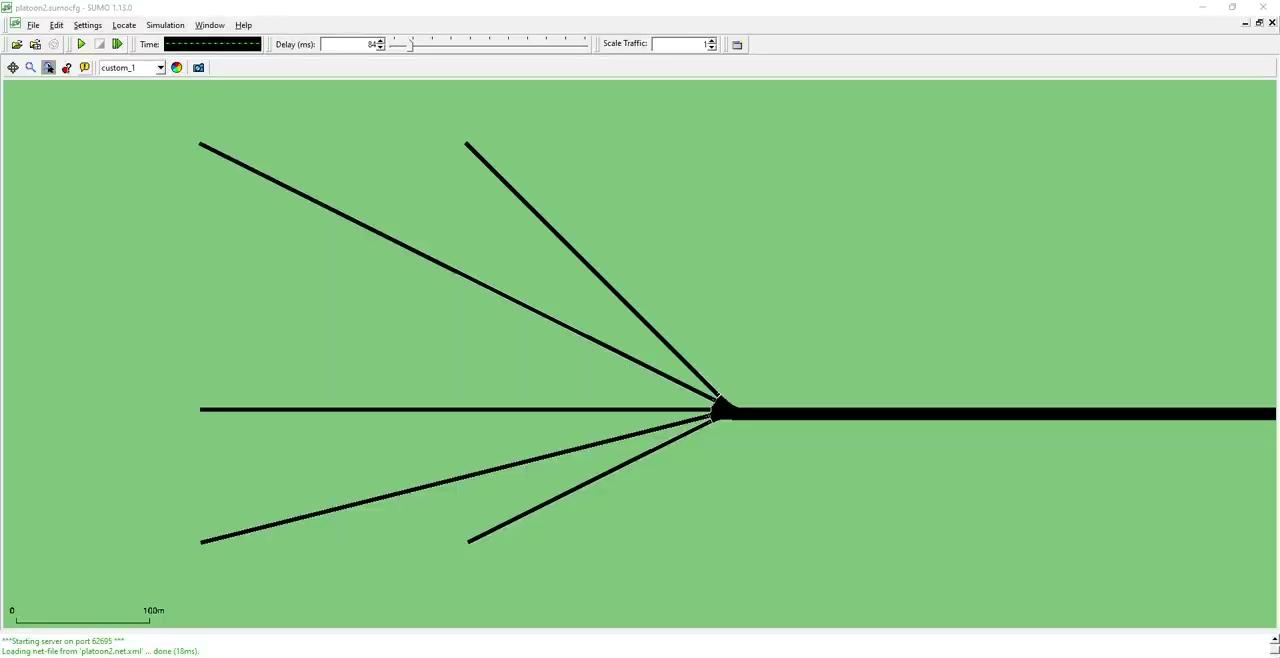 platoon2.sumocfg - SUMO 1.13.0
File Edit Settings Locate Simulation Window Help
Time: Delay (ms): 84 Scale Traffic: 1
custom_1
0 100m
***Starting server on port 62695 ***
Loading net-file from 'platoon2.net.xml' ... done (18ms).